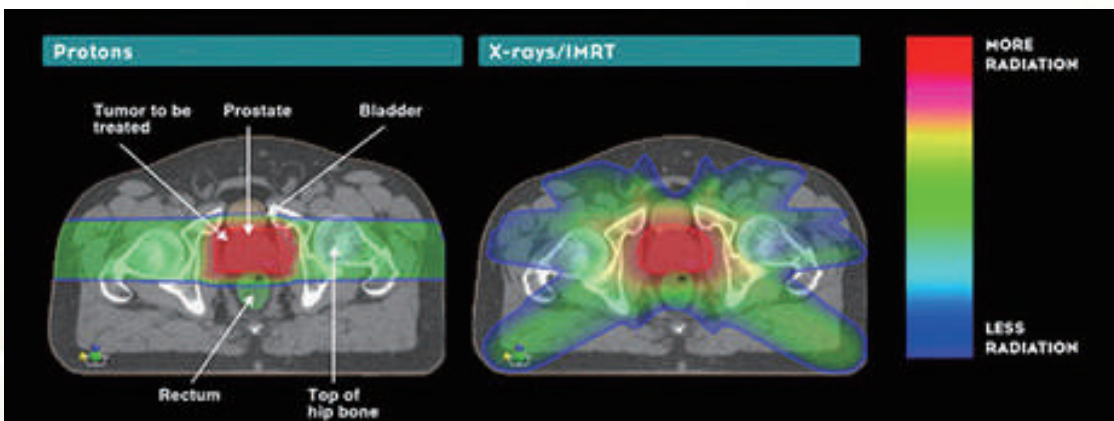 Protons
X-rays/IMRT
MORE
RADIATION
Tumor to be
treated
Prostate
Bladder
Rectum
Top of
hip bone
LESS
RADIATION